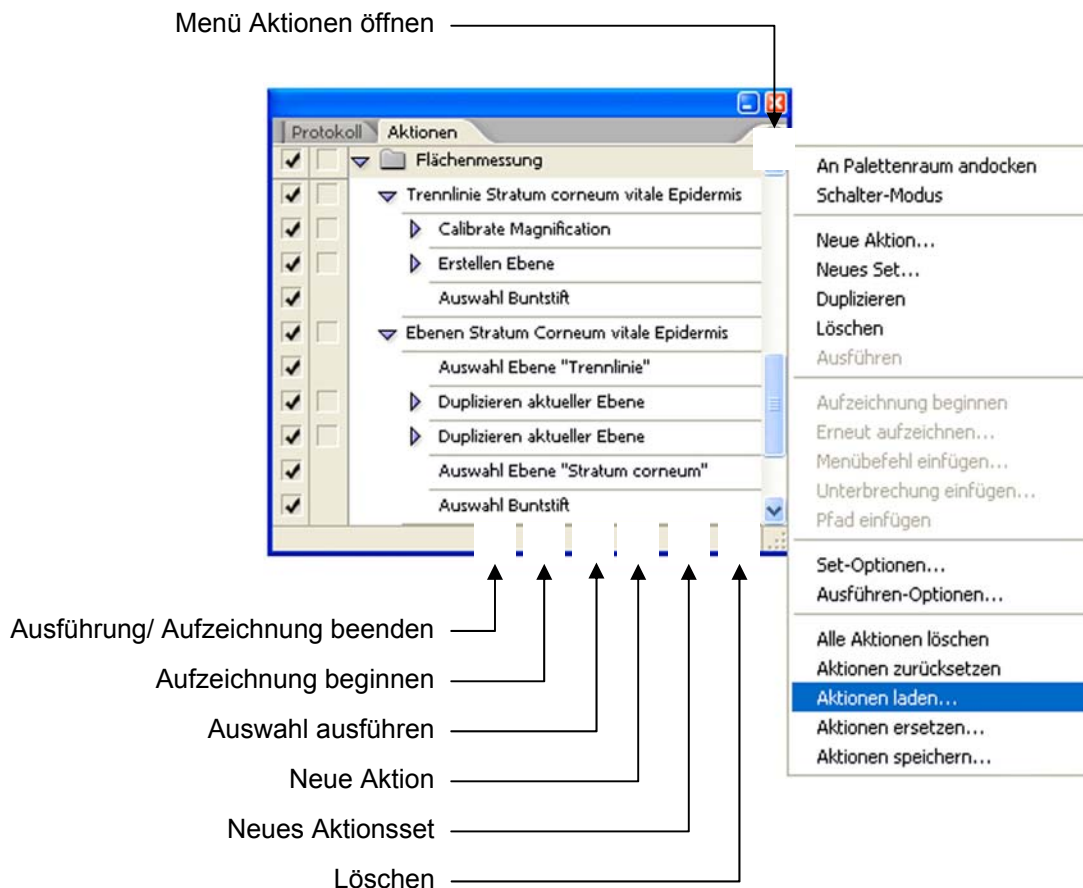 Menü Aktionen öffnen
Protokoll Aktionen
Flächenmessung
Trennlinie Stratum corneum vitale Epidermis
Calibrate Magnification
Erstellen Ebene
Auswahl Buntstift
Ebenen Stratum Corneum vitale Epidermis
Auswahl Ebene "Trennlinie"
Duplizieren aktueller Ebene
Duplizieren aktueller Ebene
Auswahl Ebene "Stratum corneum"
Auswahl Buntstift
An Palettenraum andocken
Schalter-Modus
Neue Aktion...
Neues Set...
Duplizieren
Löschen
Ausführen
Aufzeichnung beginnen
Erneut aufzeichnen...
Menübefehl einfügen...
Unterbrechung einfügen...
Pfad einfügen
Set-Optionen...
Ausführen-Optionen...
Alle Aktionen löschen
Aktionen zurücksetzen
Aktionen laden...
Aktionen ersetzen...
Aktionen speichern...
Ausführung/ Aufzeichnung beenden
Aufzeichnung beginnen
Auswahl ausführen
Neue Aktion
Neues Aktionsset
Löschen